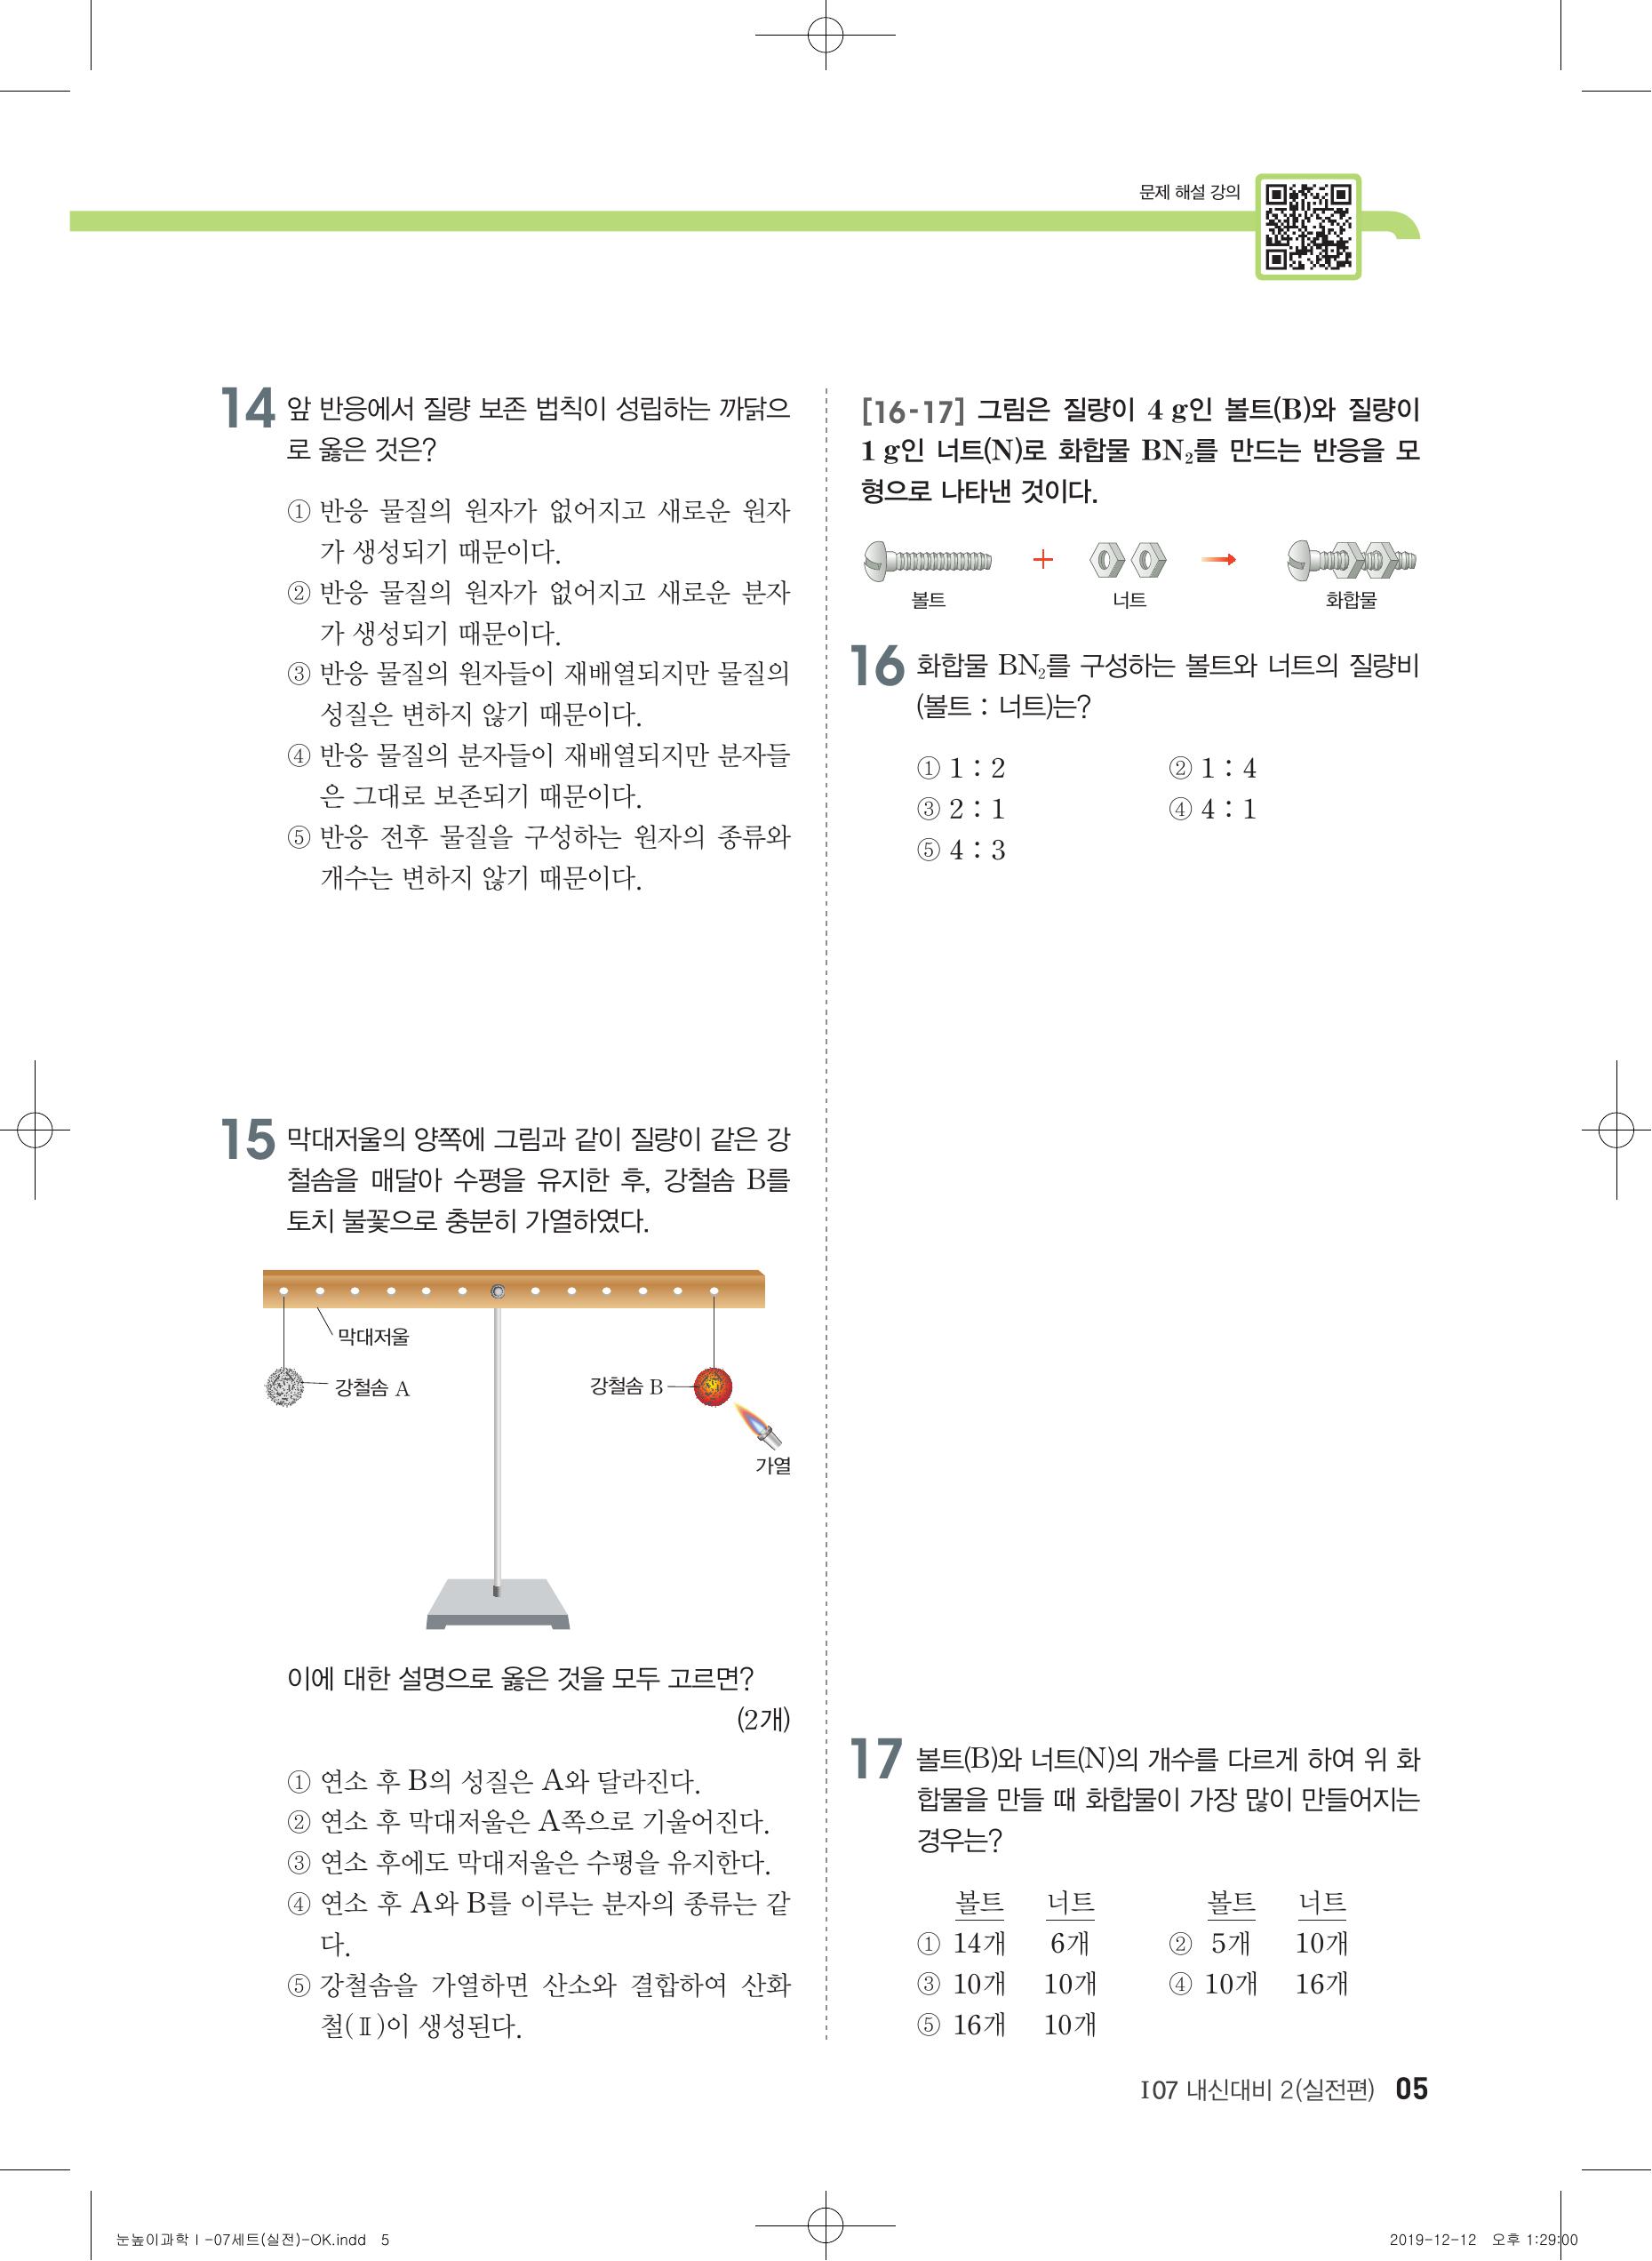 문제 해설 강의
14 앞 반응에서 질량 보존 법칙이 성립하는 까닭으
로 옳은 것은?
① 반응 물질의 원자가 없어지고 새로운 원자
가 생성되기 때문이다.
② 반응 물질의 원자가 없어지고 새로운 분자
가 생성되기 때문이다.
③ 반응 물질의 원자들이 재배열되지만 물질의
성질은 변하지 않기 때문이다.
④ 반응 물질의 분자들이 재배열되지만 분자들
은 그대로 보존되기 때문이다.
⑤ 반응 전후 물질을 구성하는 원자의 종류와
개수는 변하지 않기 때문이다.
15 막대저울의 양쪽에 그림과 같이 질량이 같은 강
철솜을 매달아 수평을 유지한 후, 강철솜 B를
토치 불꽃으로 충분히 가열하였다.
막대저울
강철솜 A
강철솜 B
가열
이에 대한 설명으로 옳은 것을 모두 고르면?
(2개)
① 연소 후 B의 성질은 A와 달라진다.
② 연소 후 막대저울은 A쪽으로 기울어진다.
③ 연소 후에도 막대저울은 수평을 유지한다.
④ 연소 후 A와 B를 이루는 분자의 종류는 같
다.
⑤ 강철솜을 가열하면 산소와 결합하여 산화
철(Ⅱ)이 생성된다.
[16-17] 그림은 질량이 4 g인 볼트(B)와 질량이
1 g인 너트(N)로 화합물 BN₂를 만드는 반응을 모
형으로 나타낸 것이다.
+
볼트 너트 화합물
16 화합물 BN₂를 구성하는 볼트와 너트의 질량비
(볼트 : 너트)는?
① 1 : 2 ② 1 : 4
③ 2 : 1 ④ 4 : 1
⑤ 4 : 3
17 볼트(B)와 너트(N)의 개수를 다르게 하여 위 화
합물을 만들 때 화합물이 가장 많이 만들어지는
경우는?
볼트 너트 볼트 너트
① 14개 6개 ② 5개 10개
③ 10개 10개 ④ 10개 16개
⑤ 16개 10개
I07 내신대비 2(실전편) 05
눈높이과학Ⅰ-07세트(실전)-OK.indd 5
2019-12-12 오후 1:29:00